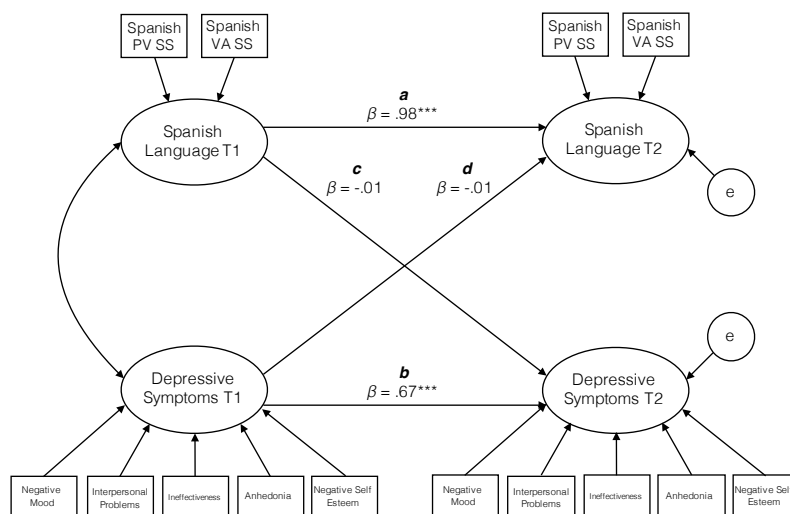 Spanish
PV SS
Spanish
VA SS
Spanish
PV SS
Spanish
VA SS
Spanish
Language T1
a
β = .98***
Spanish
Language T2
c
β = -.01
d
β = -.01
e
e
Depressive
Symptoms T1
b
β = .67***
Depressive
Symptoms T2
Negative
Mood
Interpersonal
Problems
Ineffectiveness
Anhedonia
Negative Self
Esteem
Negative
Mood
Interpersonal
Problems
Ineffectiveness
Anhedonia
Negative Sel
Esteem